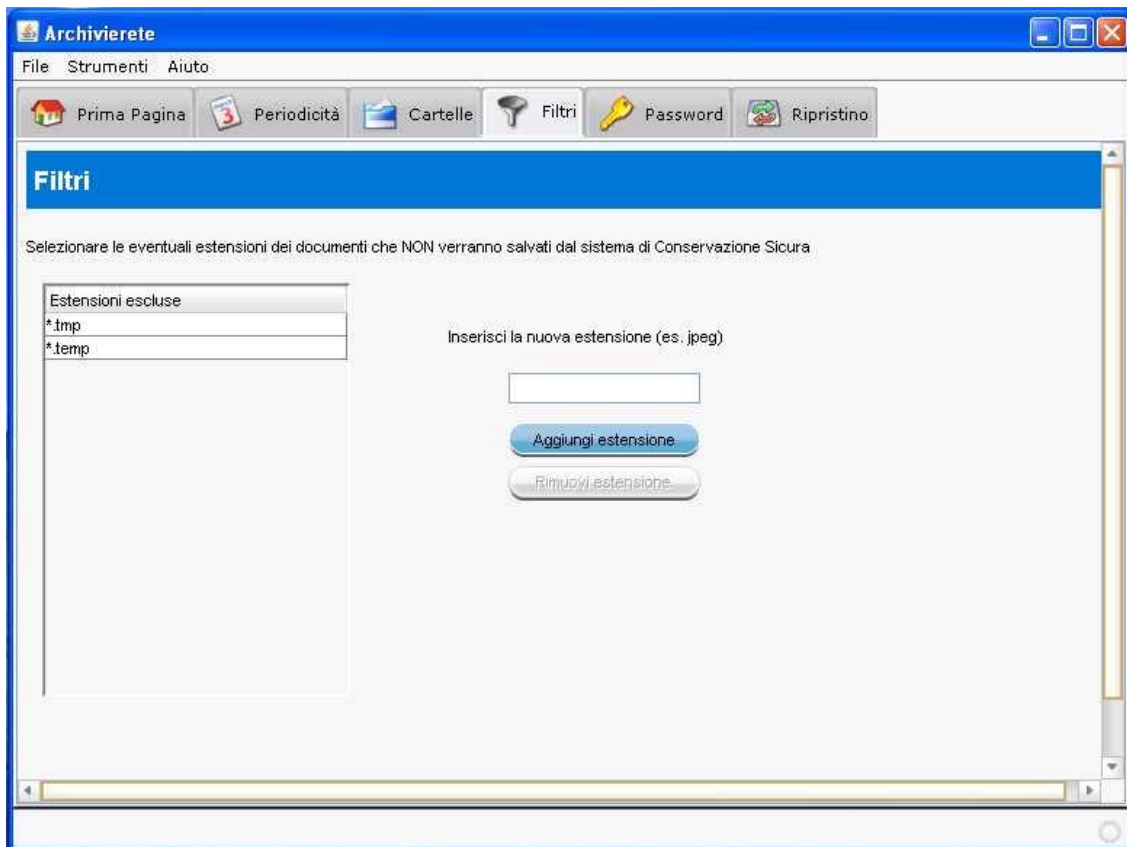 Archivierete
File Strumenti Aiuto
Prima Pagina 3 Periodicità Cartelle Filtri Password Ripristino
Filtri
Selezionare le eventuali estensioni dei documenti che NON verranno salvati dal sistema di Conservazione Sicura
Estensioni escluse
*.tmp
*.temp
Inserisci la nuova estensione (es. jpeg)
Aggiungi estensione
Rimuovi estensione